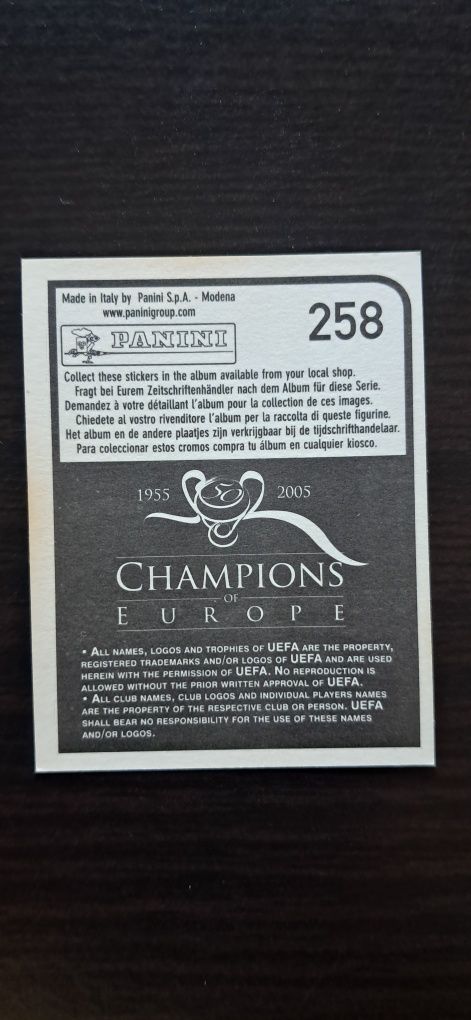 Made in Italy by Panini S.p.A. - Modena
www.paninigroup.com
258
PANINI
Collect these stickers in the album available from your local shop.
Fragt bei Eurem Zeitschriftenhändler nach dem Album für diese Serie.
Demandez à votre détaillant l'album pour la collection de ces images.
Chiedete al vostro rivenditore l'album per la raccolta di queste figurine.
Het album en de andere plaatjes zijn verkrijgbaar bij de tijdschrifthandelaar.
Para coleccionar estos cromos compra tu álbum en cualquier kiosco.
1955 50 2005
CHAMPIONS
OF
EUROPE
• ALL NAMES, LOGOS AND TROPHIES OF UEFA ARE THE PROPERTY,
REGISTERED TRADEMARKS AND/OR LOGOS OF UEFA AND ARE USED
HEREIN WITH THE PERMISSION OF UEFA. NO REPRODUCTION IS
ALLOWED WITHOUT THE PRIOR WRITTEN APPROVAL OF UEFA.
• ALL CLUB NAMES, CLUB LOGOS AND INDIVIDUAL PLAYERS NAMES
ARE THE PROPERTY OF THE RESPECTIVE CLUB OR PERSON. UEFA
SHALL BEAR NO RESPONSIBILITY FOR THE USE OF THESE NAMES
AND/OR LOGOS.